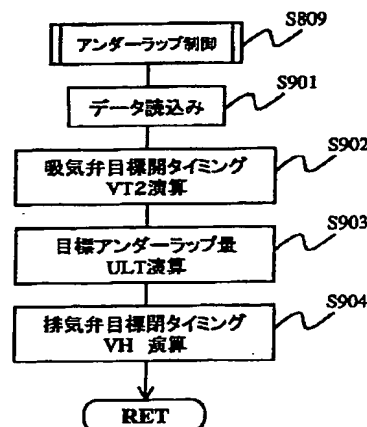 S809
アンダーラップ制御
S901
データ読込み
S902
吸気弁目標開タイミング
VT2演算
S903
目標アンダーラップ量
ULT演算
S904
排気弁目標閉タイミング
VH 演算
RET